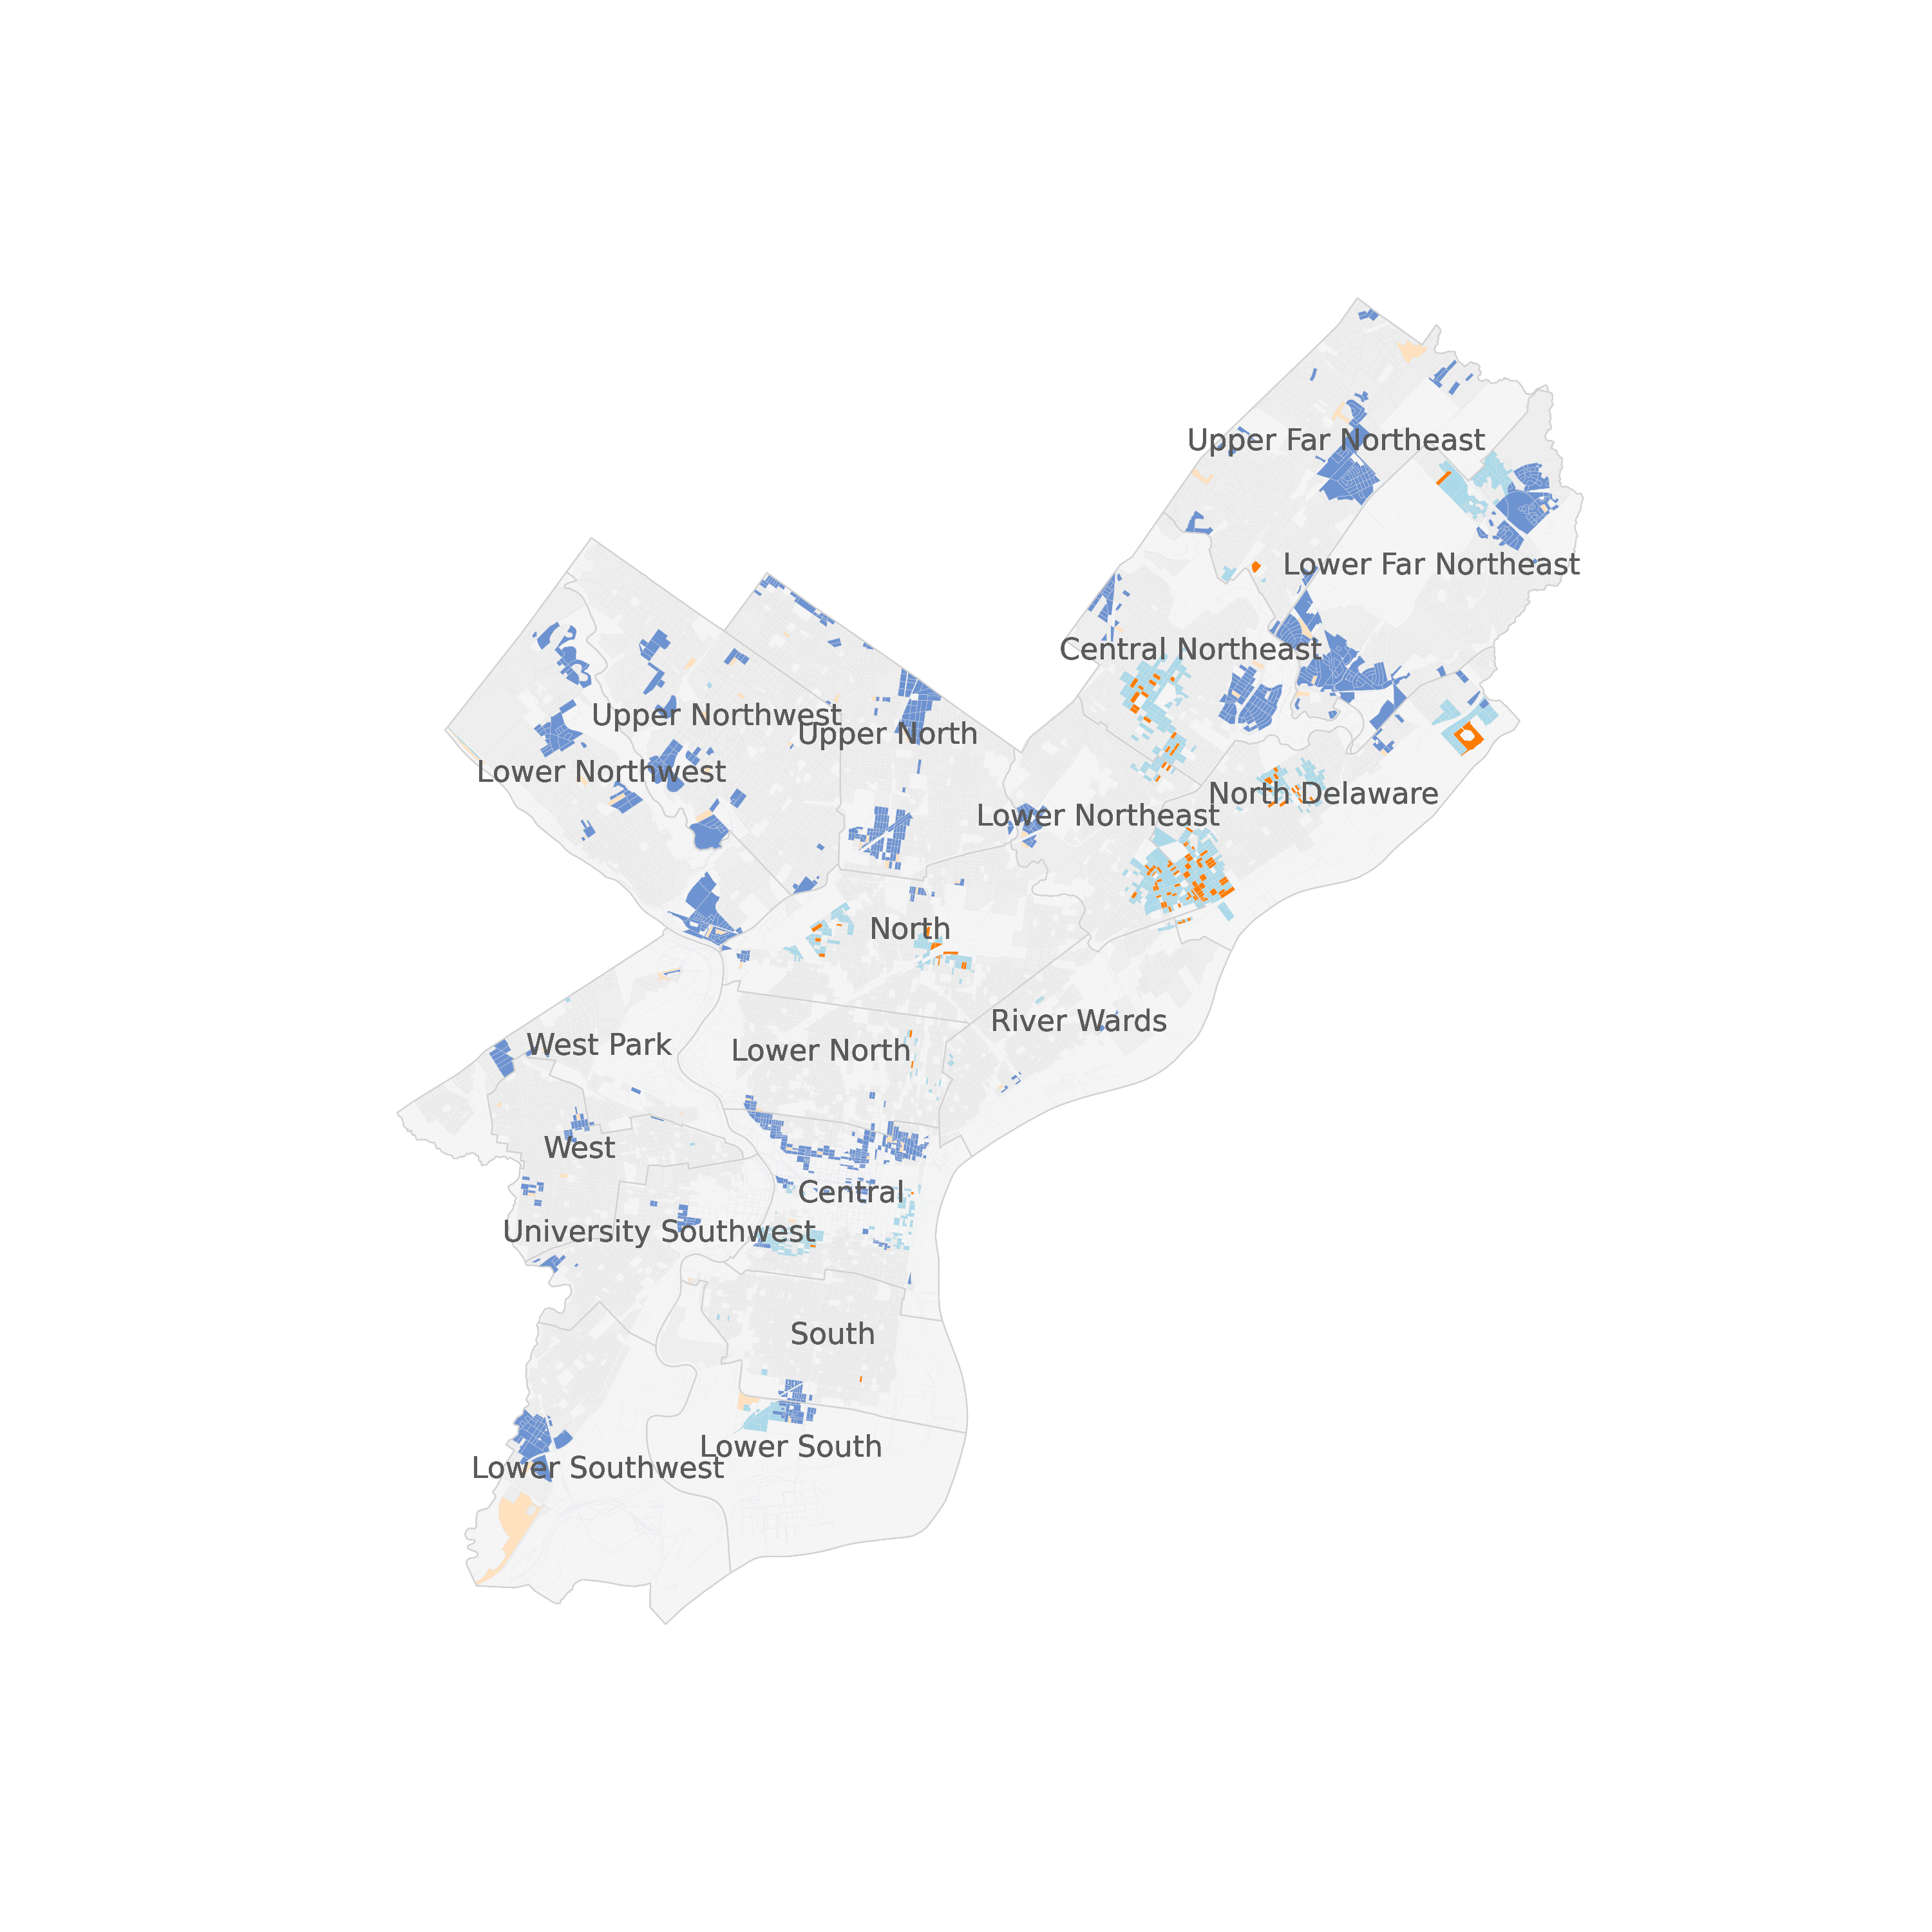 Upper Far Northeast
Lower Far Northeast
Central Northeast
Upper Northwest
Upper North
Lower Northwest
North Delaware
Lower Northeast
North
River Wards
West Park
Lower North
West
Central
University Southwest
South
Lower South
Lower Southwest